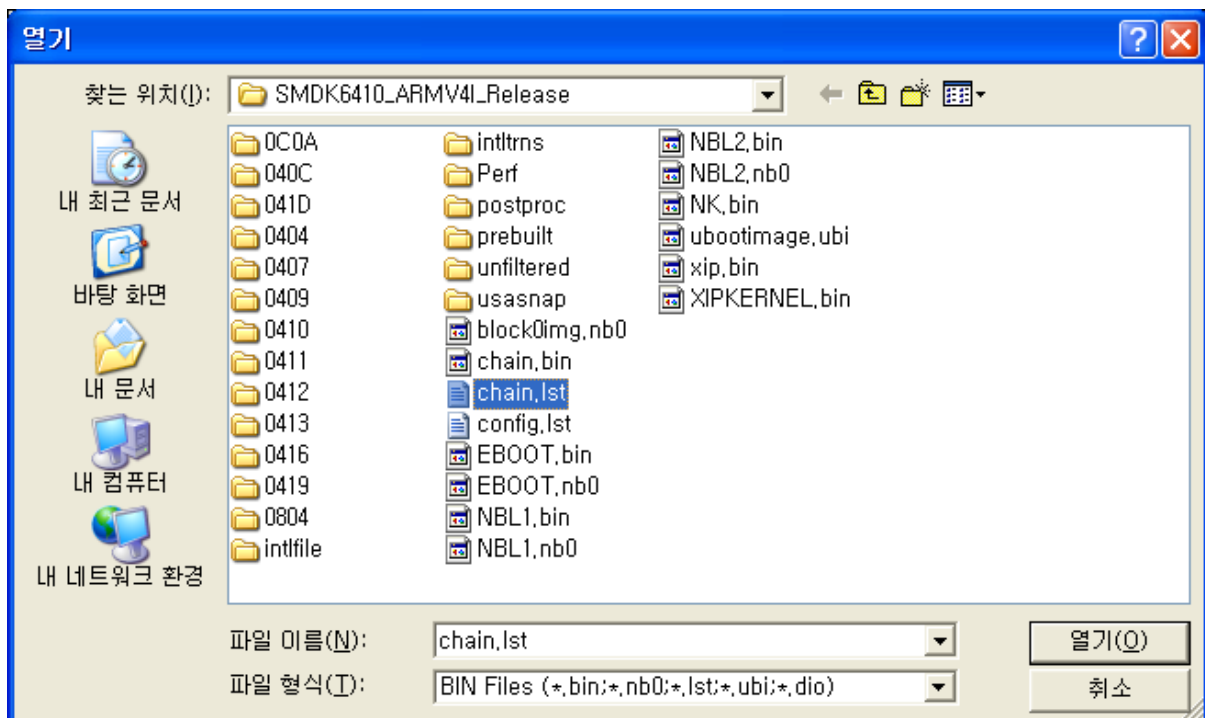 열기
찾는 위치(I): SMDK6410_ARMV4I_Release
내 최근 문서
바탕 화면
내 문서
내 컴퓨터
내 네트워크 환경
0C0A
040C
041D
0404
0407
0409
0410
0411
0412
0413
0416
0419
0804
intlfile
intltrns
Perf
postproc
prebuilt
unfiltered
usasnap
block0img.nb0
chain.bin
chain.lst
config.lst
EBOOT.bin
EBOOT.nb0
NBL1.bin
NBL1.nb0
NBL2.bin
NBL2.nb0
NK.bin
ubootimage.ubi
xip.bin
XIPKERNEL.bin
파일 이름(N): chain.lst 열기(O)
파일 형식(T): BIN Files (*.bin;*.nb0;*.lst;*.ubi;*.dio) 취소